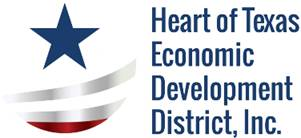 Heart of Texas
Economic
Development
District, Inc.